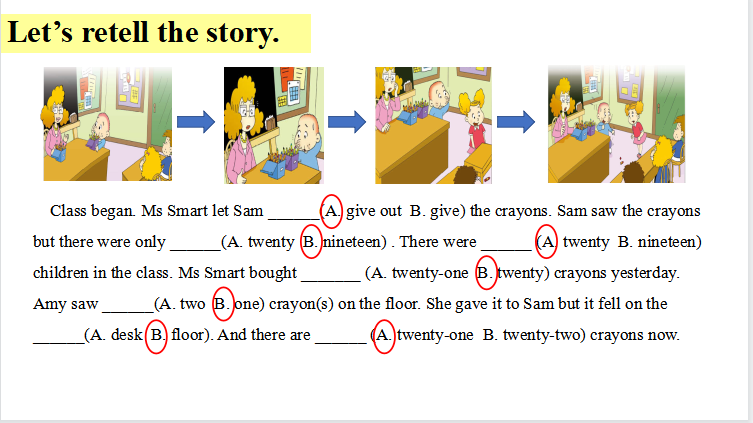 Let's retell the story.
Class began. Ms Smart let Sam ______(A. give out B. give) the crayons. Sam saw the crayons
but there were only ______(A. twenty B. nineteen) . There were ______ (A. twenty B. nineteen)
children in the class. Ms Smart bought _______ (A. twenty-one B. twenty) crayons yesterday.
Amy saw ______(A. two B. one) crayon(s) on the floor. She gave it to Sam but it fell on the
______(A. desk B. floor). And there are ______ (A. twenty-one B. twenty-two) crayons now.